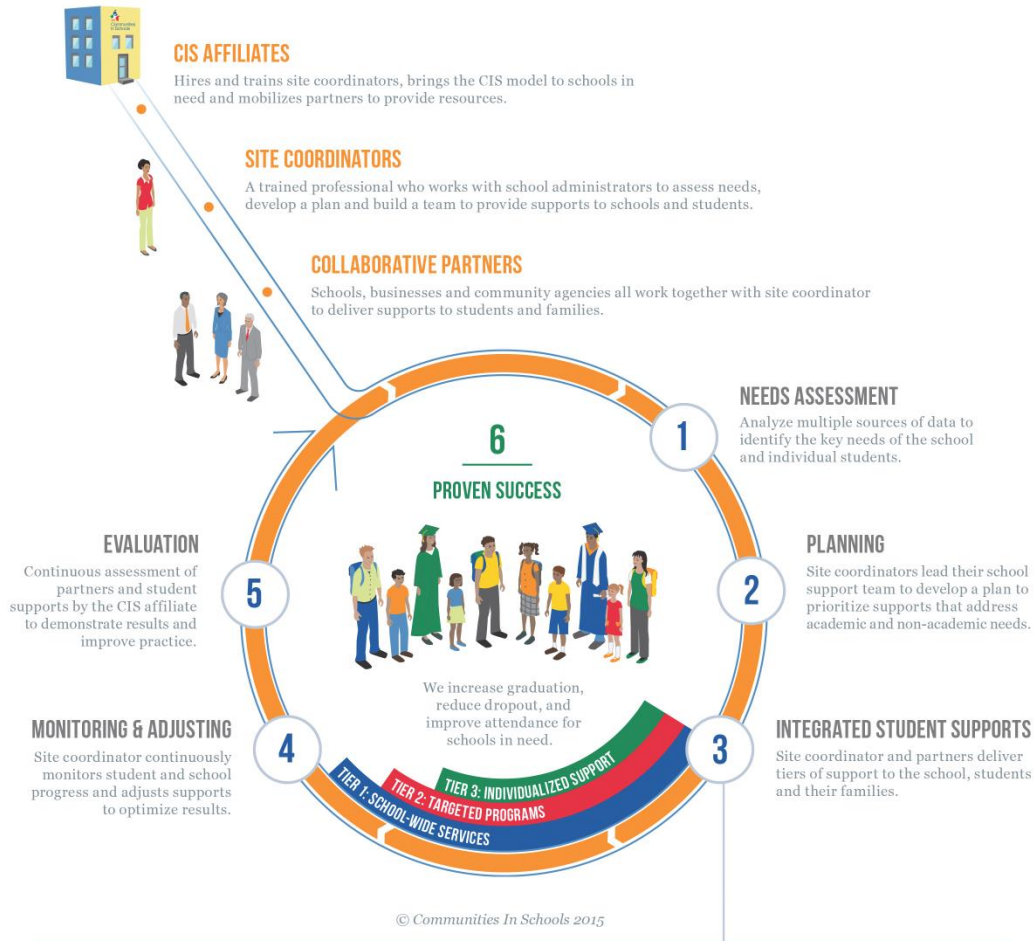 Communities
In Schools
CIS AFFILIATES
Hires and trains site coordinators, brings the CIS model to schools in
need and mobilizes partners to provide resources.
SITE COORDINATORS
A trained professional who works with school administrators to assess needs,
develop a plan and build a team to provide supports to schools and students.
COLLABORATIVE PARTNERS
Schools, businesses and community agencies all work together with site coordinator
to deliver supports to students and families.
1
NEEDS ASSESSMENT
Analyze multiple sources of data to
identify the key needs of the school
and individual students.
2
PLANNING
Site coordinators lead their school
support team to develop a plan to
prioritize supports that address
academic and non-academic needs.
3
INTEGRATED STUDENT SUPPORTS
Site coordinator and partners deliver
tiers of support to the school, students
and their families.
TIER 3: INDIVIDUALIZED SUPPORT
TIER 2: TARGETED PROGRAMS
TIER 1: SCHOOL-WIDE SERVICES
4
MONITORING & ADJUSTING
Site coordinator continuously
monitors student and school
progress and adjusts supports
to optimize results.
5
EVALUATION
Continuous assessment of
partners and student
supports by the CIS affiliate
to demonstrate results and
improve practice.
6
PROVEN SUCCESS
We increase graduation,
reduce dropout, and
improve attendance for
schools in need.
© Communities In Schools 2015